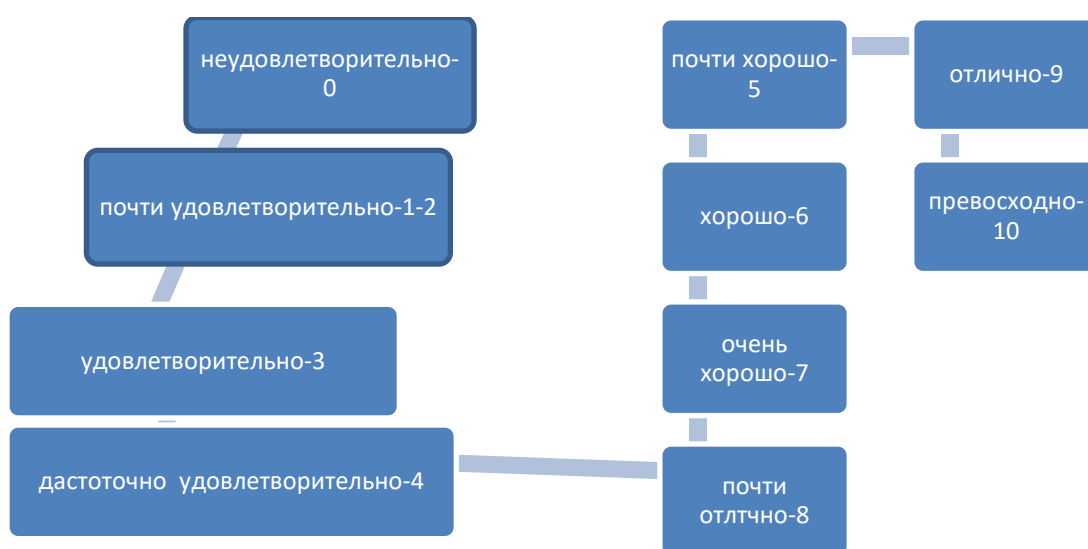 неудовлетворительно-
0
почти удовлетворительно-1-2
удовлетворительно-3
дастоточно удовлетворительно-4
почти хорошо-
5
хорошо-6
очень
хорошо-7
почти
отлтчно-8
отлично-9
превосходно-
10